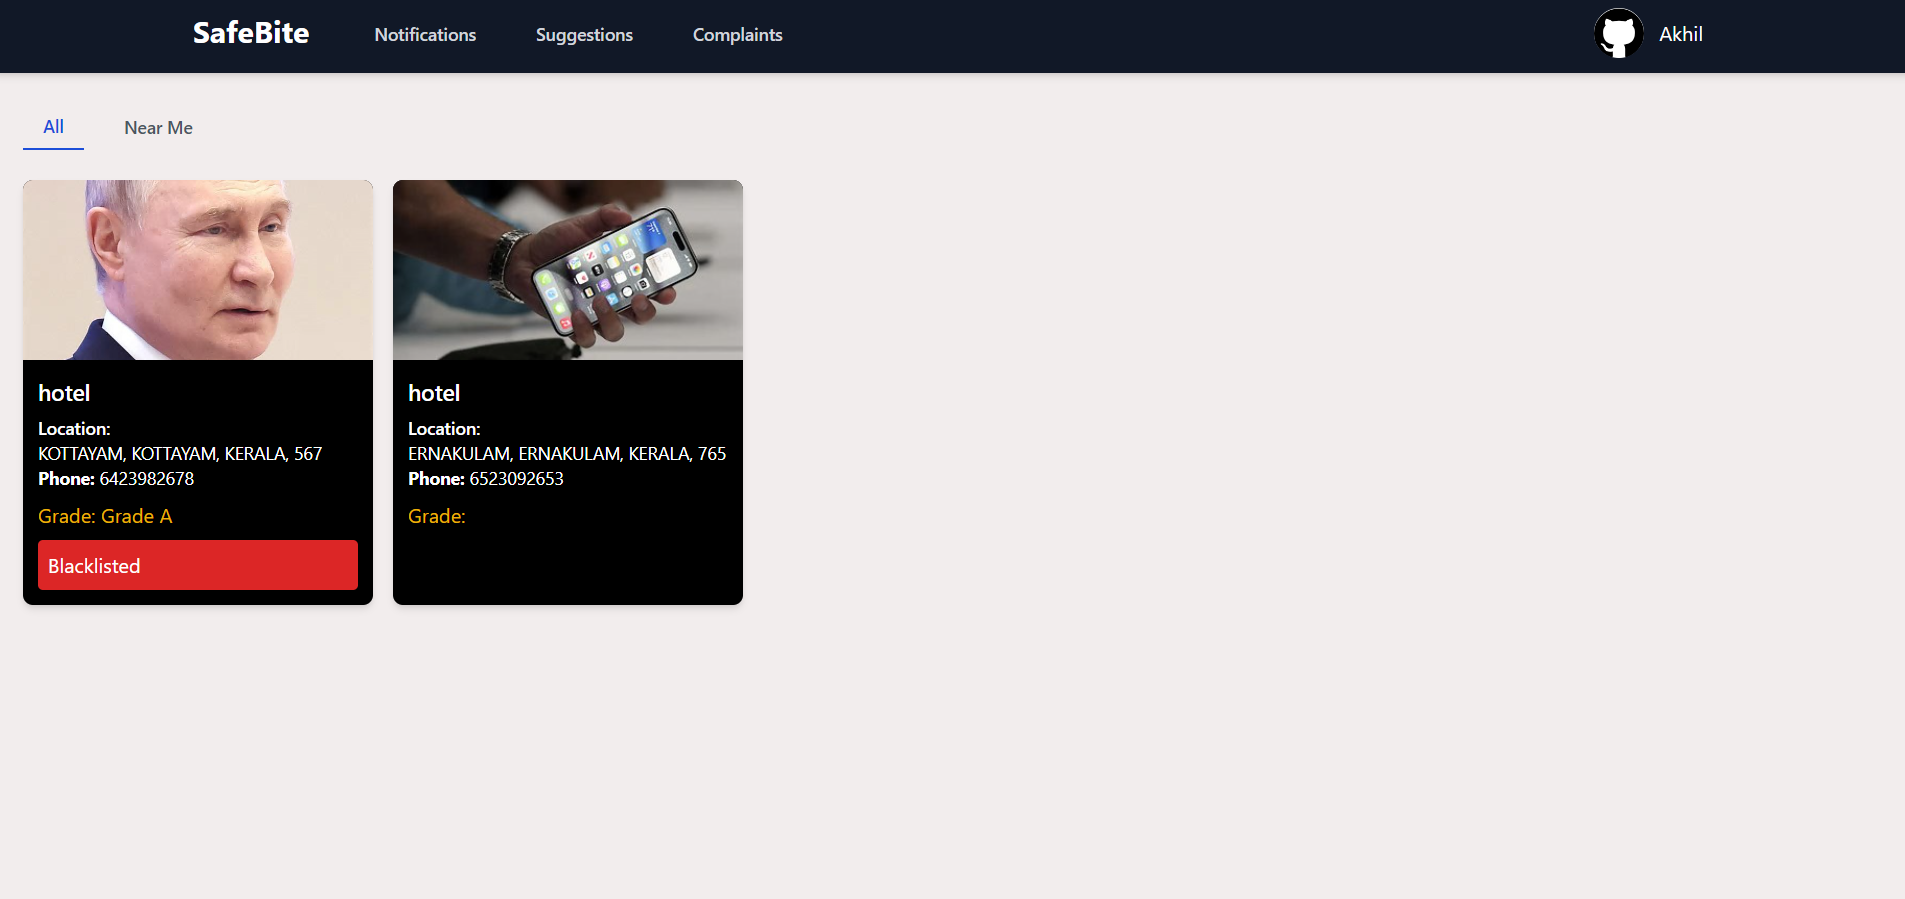 SafeBite
Notifications
Suggestions
Complaints
Akhil
All
Near Me
hotel
Location:
KOTTAYAM, KOTTAYAM, KERALA, 567
Phone: 6423982678
Grade: Grade A
Blacklisted
hotel
Location:
ERNAKULAM, ERNAKULAM, KERALA, 765
Phone: 6523092653
Grade: